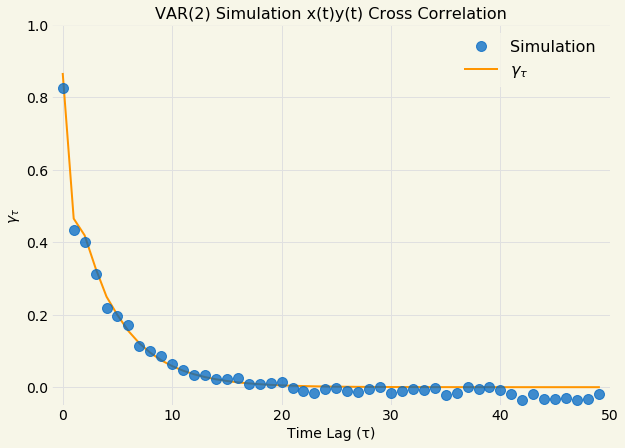 VAR(2) Simulation x(t)y(t) Cross Correlation
1.0
0.8
0.6
0.4
0.2
0.0
γτ
Simulation
γτ
0 10 20 30 40 50
Time Lag (τ)